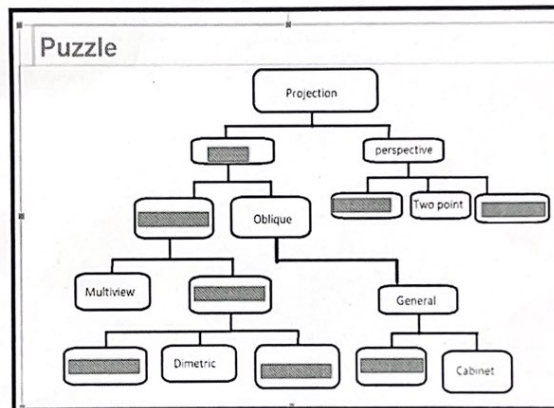 Puzzle
Projection
perspective
Two point
Oblique
Multiview
General
Dimetric
Cabinet